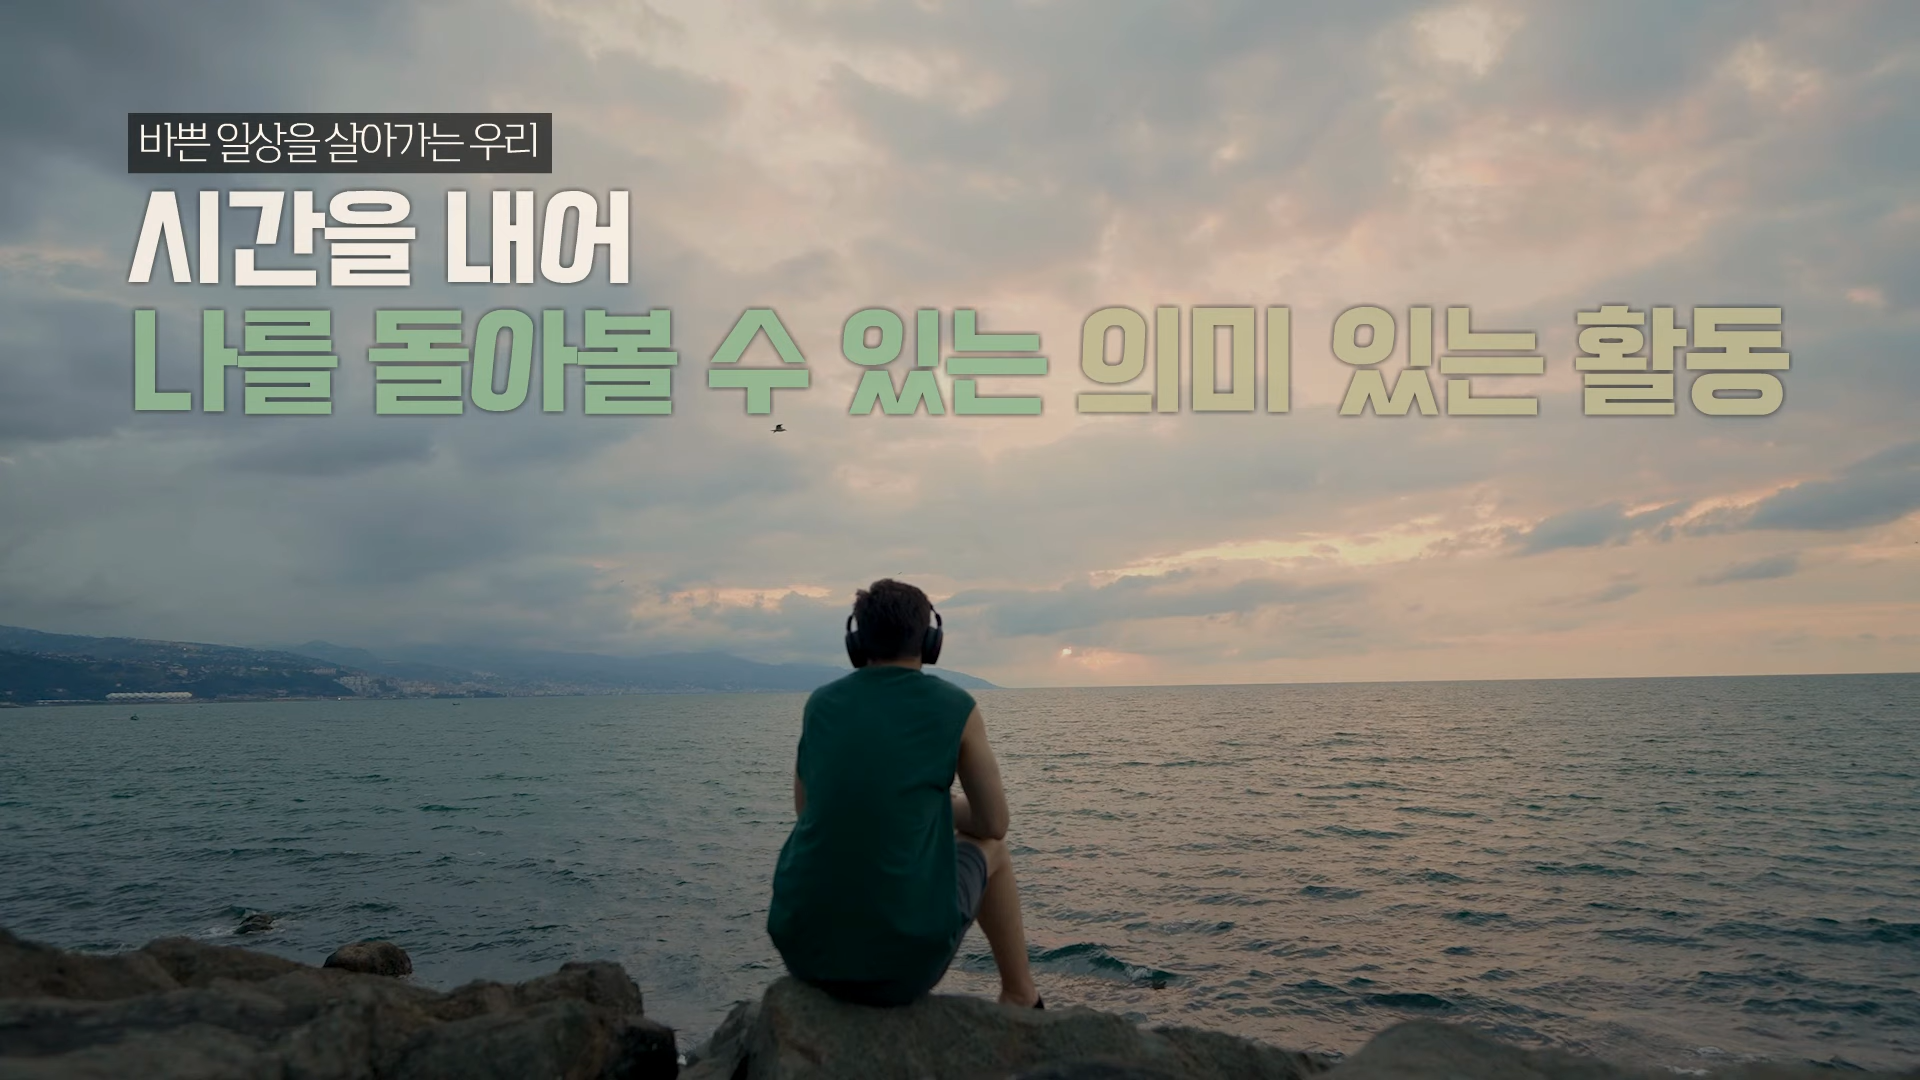 바쁜 일상을 살아가는 우리
시간을 내어
나를 돌아볼 수 있는 의미 있는 활동